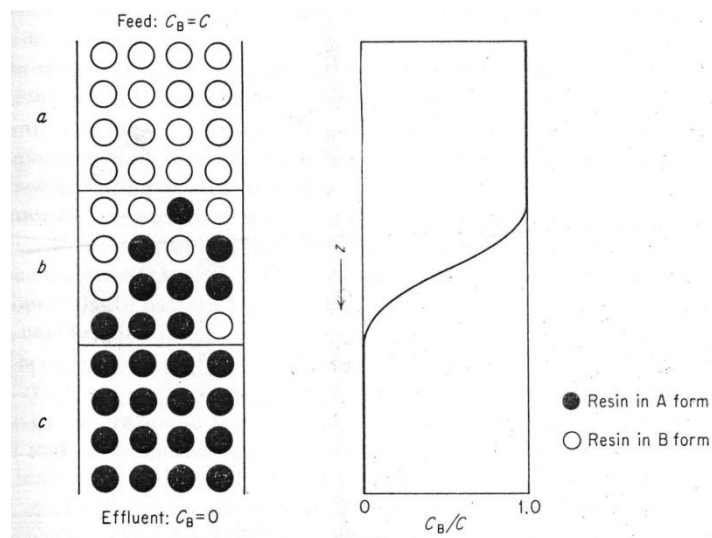 Feed: C_B = C
a
b
c
Effluent: C_B = 0
z
0
1.0
C_B/C
Resin in A form
Resin in B form